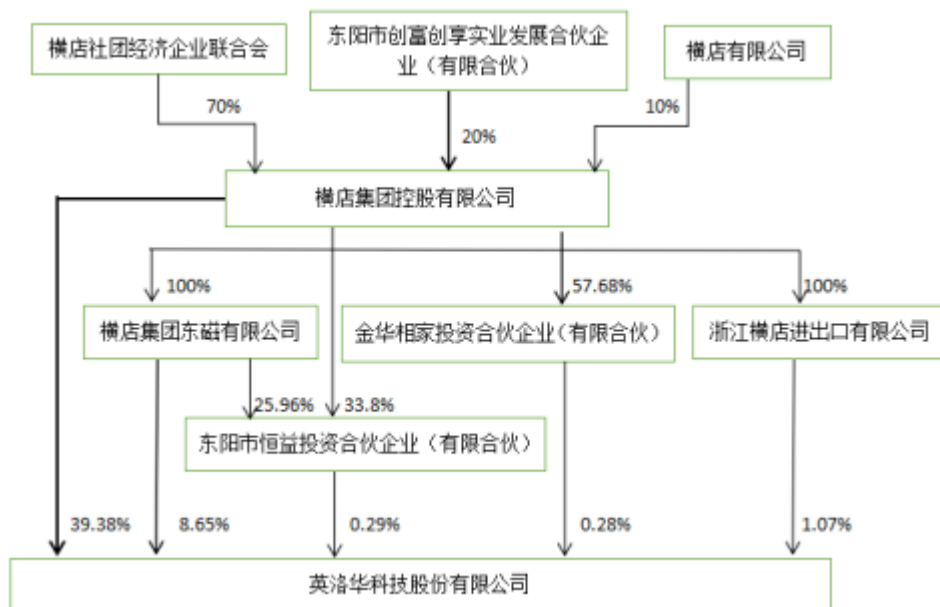 横店社团经济企业联合会
东阳市创富创享实业发展合伙企
业（有限合伙）
横店有限公司
70%
20%
10%
横店集团控股有限公司
100%
57.68%
100%
横店集团东磁有限公司
金华相家投资合伙企业（有限合伙）
浙江横店进出口有限公司
25.96%
33.8%
东阳市恒益投资合伙企业（有限合伙）
39.38%
8.65%
0.29%
0.28%
1.07%
英洛华科技股份有限公司